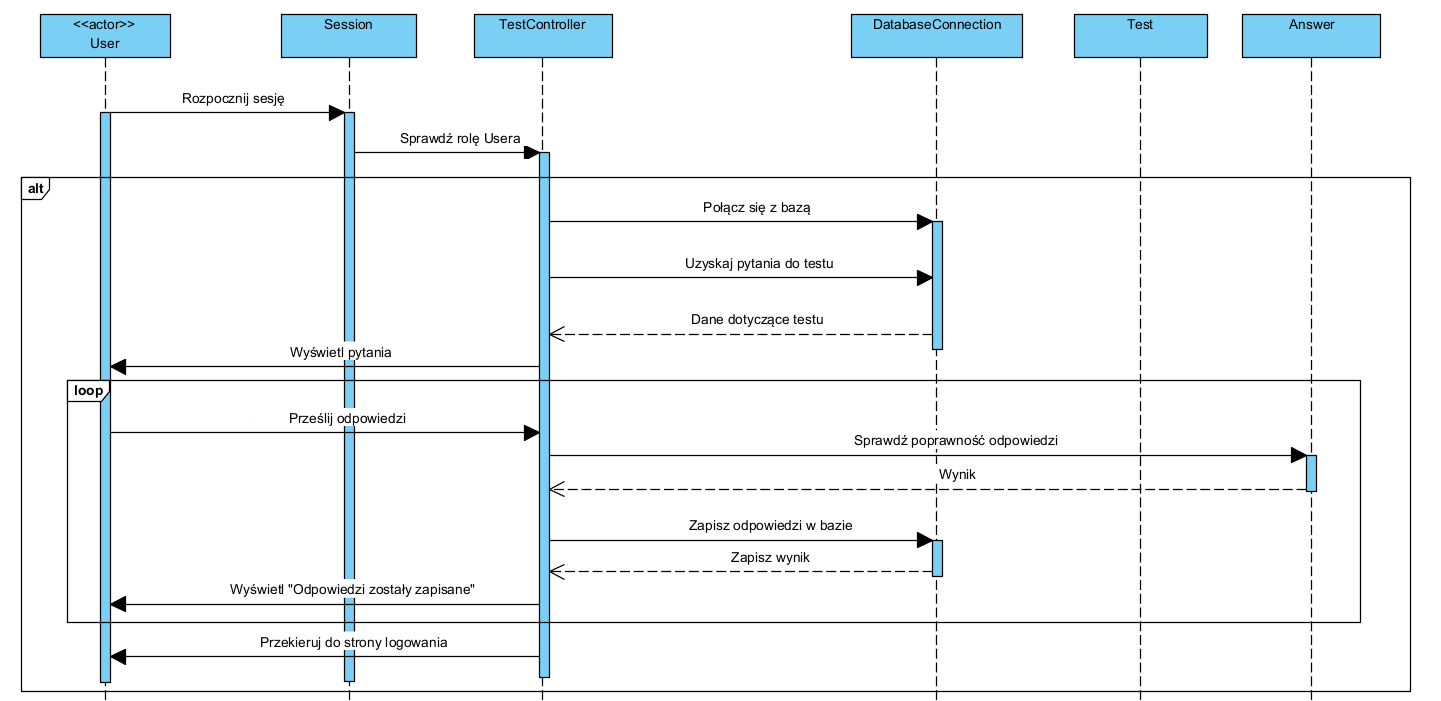 <<actor>>
User
Session
TestController
DatabaseConnection
Test
Answer
Rozpocznij sesję
Sprawdź rolę Usera
alt
Połącz się z bazą
Uzyskaj pytania do testu
Dane dotyczące testu
Wyświetl pytania
loop
Prześlij odpowiedzi
Sprawdź poprawność odpowiedzi
Wynik
Zapisz odpowiedzi w bazie
Zapisz wynik
Wyświetl "Odpowiedzi zostały zapisane"
Przekieruj do strony logowania